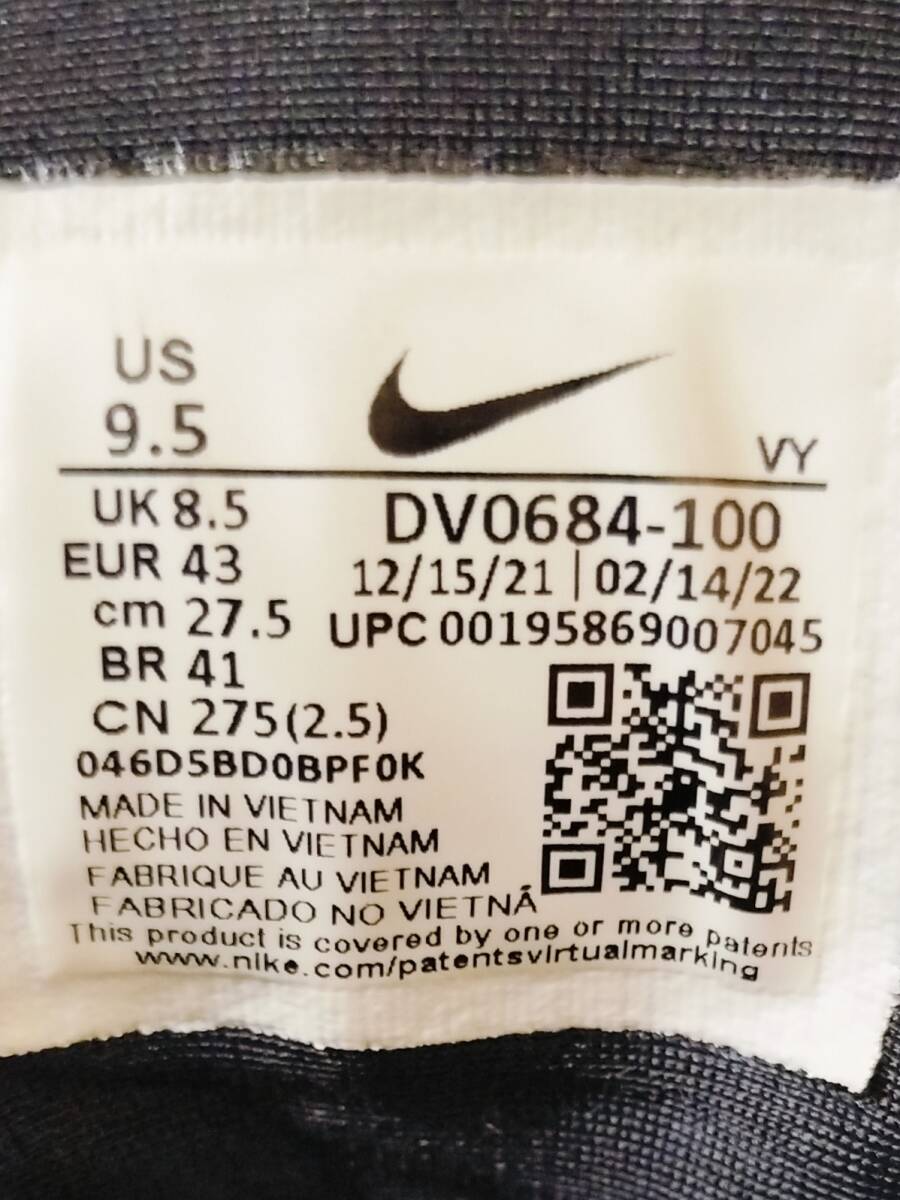 US
9.5
VY
UK 8.5
DV0684-100
EUR 43
12/15/21 | 02/14/22
cm 27.5
UPC 00195869007045
BR 41
CN 275(2.5)
046D5BD0BPF0K
MADE IN VIETNAM
HECHO EN VIETNAM
FABRIQUE AU VIETNAM
FABRICADO NO VIETNÃ
This product is covered by one or more patents
www.nike.com/patentsvirtualmarking